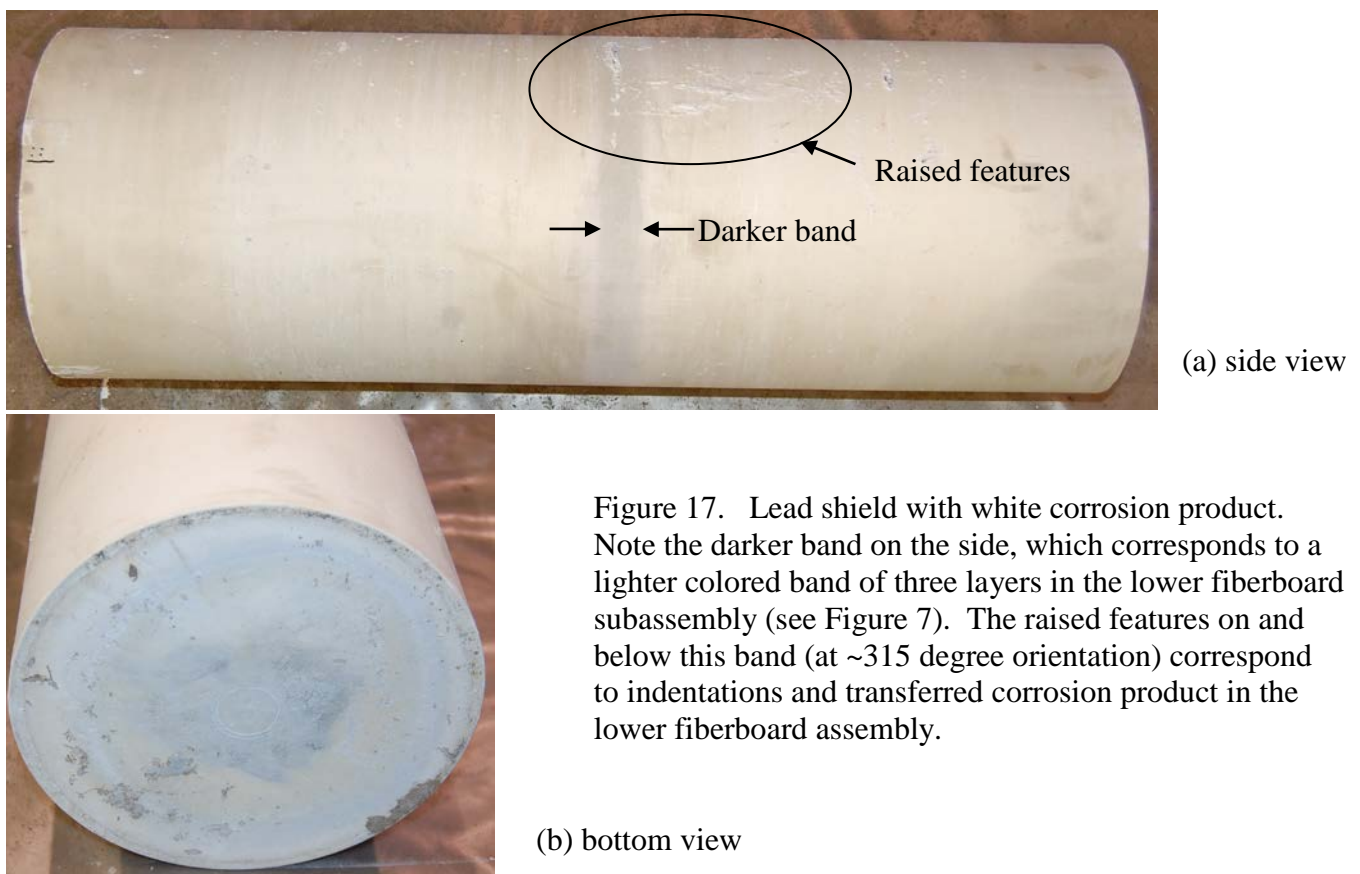 Raised features
Darker band
(a) side view
Figure 17. Lead shield with white corrosion product.
Note the darker band on the side, which corresponds to a
lighter colored band of three layers in the lower fiberboard
subassembly (see Figure 7). The raised features on and
below this band (at ~315 degree orientation) correspond
to indentations and transferred corrosion product in the
lower fiberboard assembly.
(b) bottom view